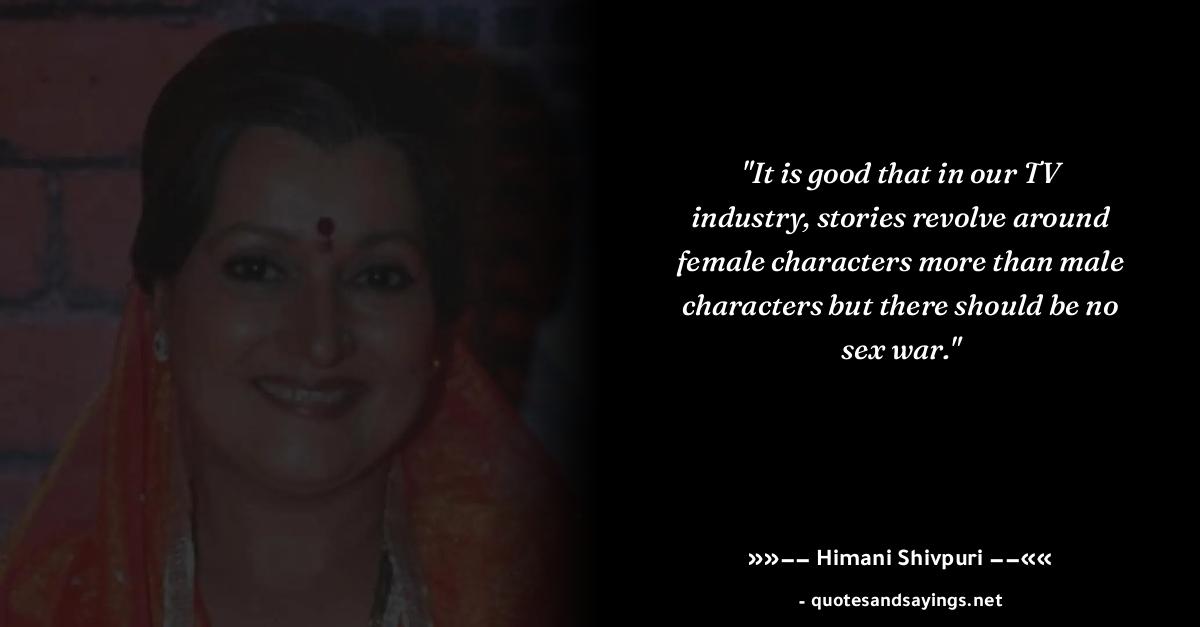 "It is good that in our TV
industry, stories revolve around
female characters more than male
characters but there should be no
sex war."
»»–– Himani Shivpuri ––««
- quotesandsayings.net